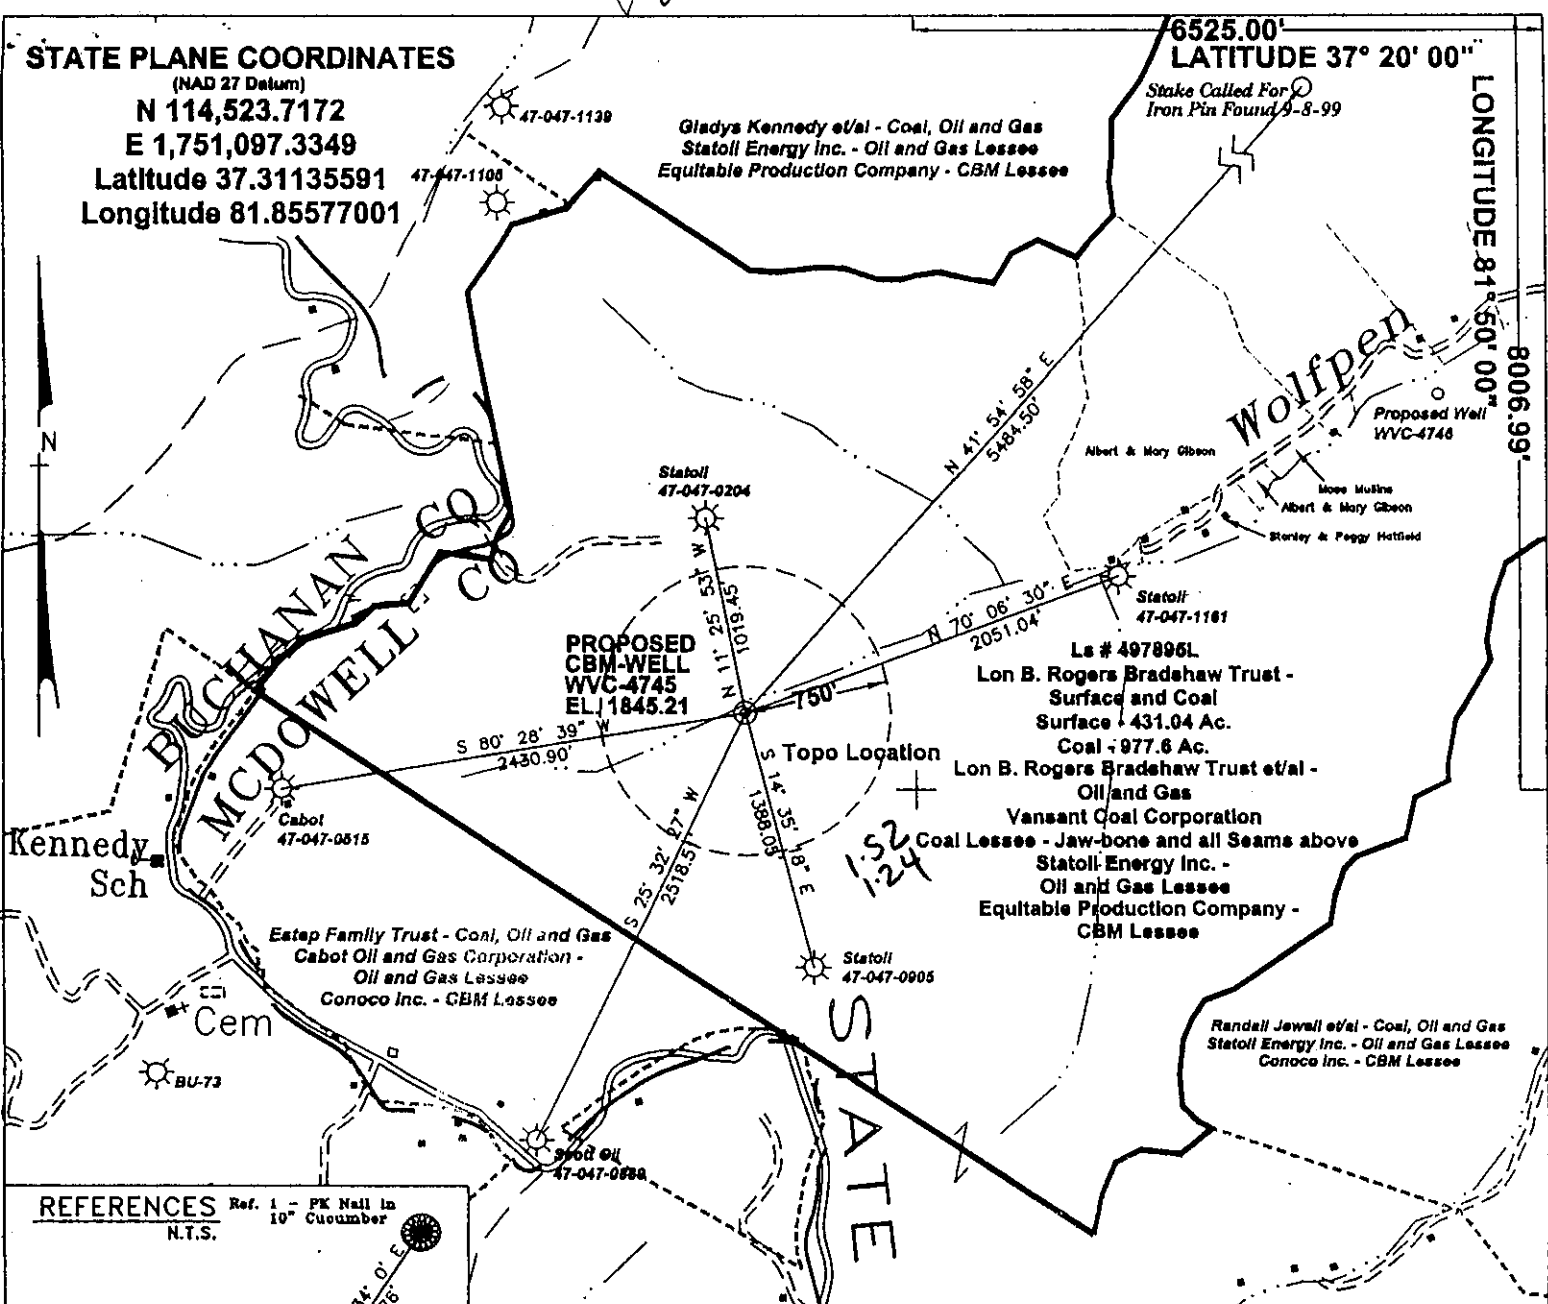 6525.00'
LATITUDE 37° 20' 00"
STATE PLANE COORDINATES
(NAD 27 Datum)
N 114,523.7172
E 1,751,097.3349
Latitude 37.31135591
Longitude 81.85577001
47-047-1139
47-047-1105
Gladys Kennedy et/al - Coal, Oil and Gas
Statoil Energy Inc. - Oil and Gas Lessee
Equitable Production Company - CBM Lessee
Stake Called For
Iron Pin Found 9-8-99
LONGITUDE 81° 50' 00"
8006.99'
N
Wolfpen
Proposed Well
WVC-4746
Albert & Mary Gibson
Mose Mullins
Albert & Mary Gibson
Stanley & Peggy Hatfield
N 41° 54' 58" E
5484.50'
Statoil
47-047-0204
N 11° 25' 53" W
1019.45'
BUCHANAN CO
MCDOWELL CO
N 70° 06' 30" E
2051.04'
Statoil
47-047-1161
PROPOSED
CBM-WELL
WVC-4745
EL. 1845.21
750'
Topo Location
S 80° 28' 39" W
2430.90'
S 14° 35' 18" E
1388.05'
S 25° 32' 27" W
2518.51'
1.52
1.24
Ls # 497895L
Lon B. Rogers Bradshaw Trust -
Surface and Coal
Surface - 431.04 Ac.
Coal - 977.6 Ac.
Lon B. Rogers Bradshaw Trust et/al -
Oil and Gas
Vansant Coal Corporation
Coal Lessee - Jaw-bone and all Seams above
Statoil Energy Inc. -
Oil and Gas Lessee
Equitable Production Company -
CBM Lessee
Cabot
47-047-0515
Kennedy
Sch
Estep Family Trust - Coal, Oil and Gas
Cabot Oil and Gas Corporation -
Oil and Gas Lessee
Conoco Inc. - CBM Lessee
Statoil
47-047-0905
STATE
Cem
BU-73
Randall Jewell et/al - Coal, Oil and Gas
Statoil Energy Inc. - Oil and Gas Lessee
Conoco Inc. - CBM Lessee
Oil
REFERENCES
N.T.S.
Ref. 1 - PK Nail in
10" Cucumber
0' E